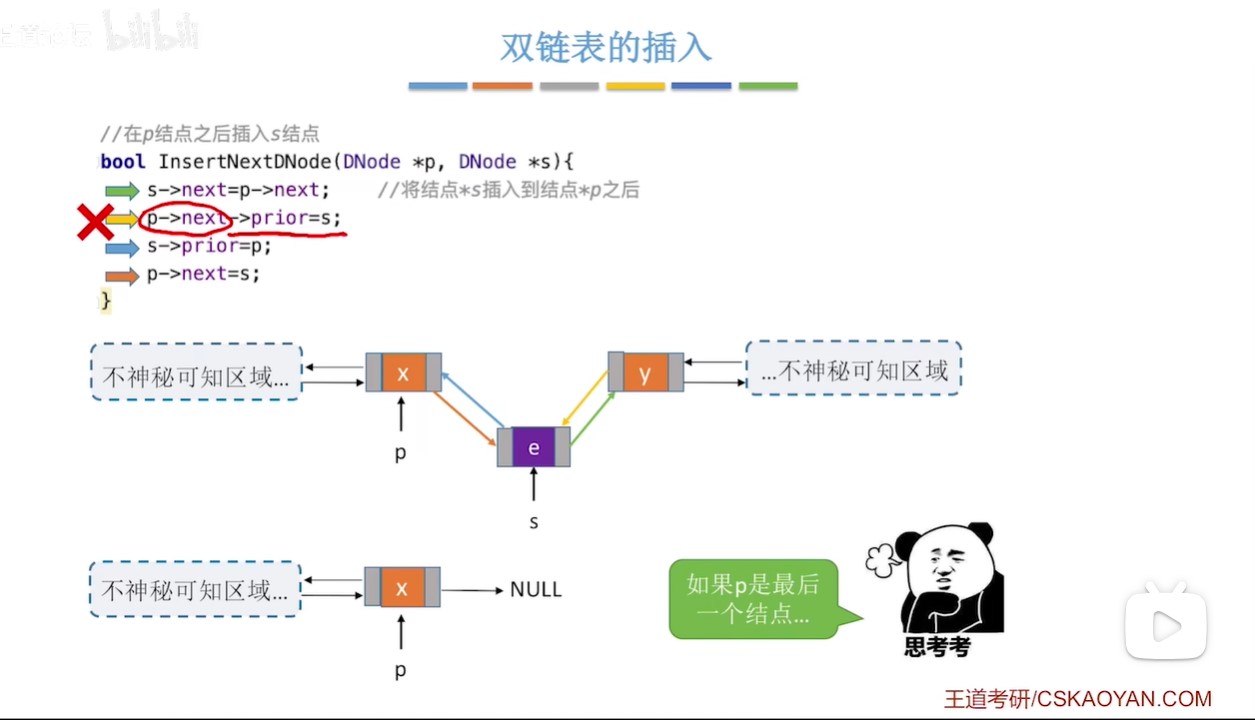 bilibili
双链表的插入
//在p结点之后插入s结点
bool InsertNextDNode(DNode *p, DNode *s){
s->next=p->next; //将结点*s插入到结点*p之后
p->next->prior=s;
s->prior=p;
p->next=s;
}
不神秘可知区域...
x
y
...不神秘可知区域
p
e
s
不神秘可知区域...
x
NULL
p
如果p是最后
一个结点...
思考考
王道考研/CSKAOYAN.COM